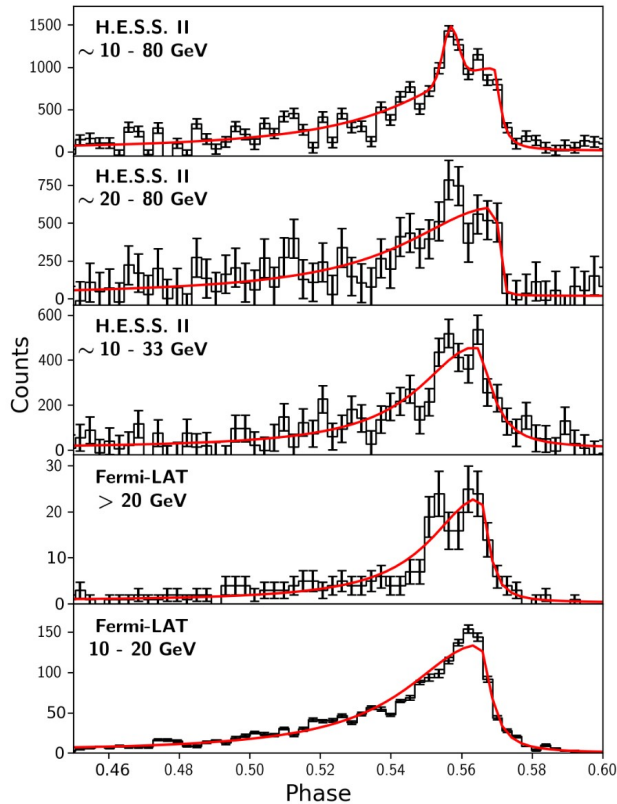 H.E.S.S. II
~ 10 - 80 GeV
1500
1000
500
0
H.E.S.S. II
~ 20 - 80 GeV
750
500
250
0
H.E.S.S. II
~ 10 - 33 GeV
600
400
200
0
Counts
Fermi-LAT
> 20 GeV
30
20
10
0
Fermi-LAT
10 - 20 GeV
150
100
50
0
0.46 0.48 0.50 0.52 0.54 0.56 0.58 0.60
Phase